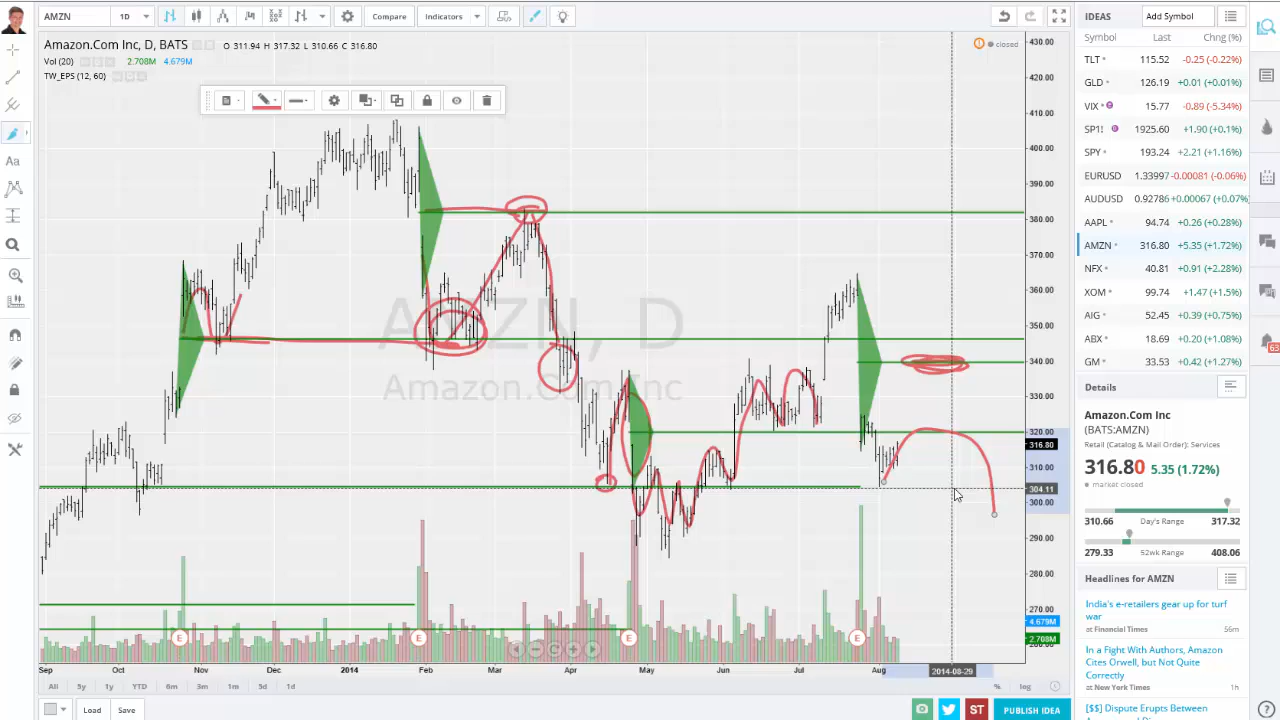 AMZN 1D Compare Indicators
IDEAS Add Symbol
Symbol Last Chng (%)
TLT 115.52 -0.25 (-0.22%)
GLD 126.19 +0.01 (+0.01%)
VIX 15.77 -0.89 (-5.34%)
SP1! 1925.60 +1.90 (+0.1%)
SPY 193.24 +2.21 (+1.16%)
EURUSD 1.33997 -0.00081 (-0.06%)
AUDUSD 0.92786 +0.00067 (+0.07%
AAPL 94.74 +0.26 (+0.28%)
AMZN 316.80 +5.35 (+1.72%)
NFX 40.81 +0.91 (+2.28%)
XOM 99.74 +1.47 (+1.5%)
AIG 52.45 +0.39 (+0.75%)
ABX 18.69 +0.20 (+1.08%)
GM 33.53 +0.42 (+1.27%)
63
Details
Amazon.Com Inc
(BATS:AMZN)
Retail (Catalog & Mail Order): Services
316.80 5.35 (1.72%)
market closed
310.66 Day's Range 317.32
279.33 52wk Range 408.06
Headlines for AMZN
India's e-retailers gear up for turf
war
at Financial Times 56m
In a Fight With Authors, Amazon
Cites Orwell, but Not Quite
Correctly
at New York Times 1h
[$$] Dispute Erupts Between
Amazon.Com Inc, D, BATS
O 311.94 L 310.66 C 316.80
closed
Vol (20) 2.708M 4.679M
TW_EPS (12, 60)
Aa
AMZN, D
Amazon.Com Inc
430.00
420.00
410.00
400.00
390.00
380.00
370.00
360.00
350.00
340.00
330.00
320.00
316.80
310.00
304.11
300.00
290.00
280.00
270.00
4.679M
2.708M
E E E E
Sep Oct Nov Dec 2014 Feb Mar Apr May Jun Jul Aug 2014-08-29
All 5y 1y YTD 6m 3m 1m 5d 1d % log
Load Save ST PUBLISH IDEA